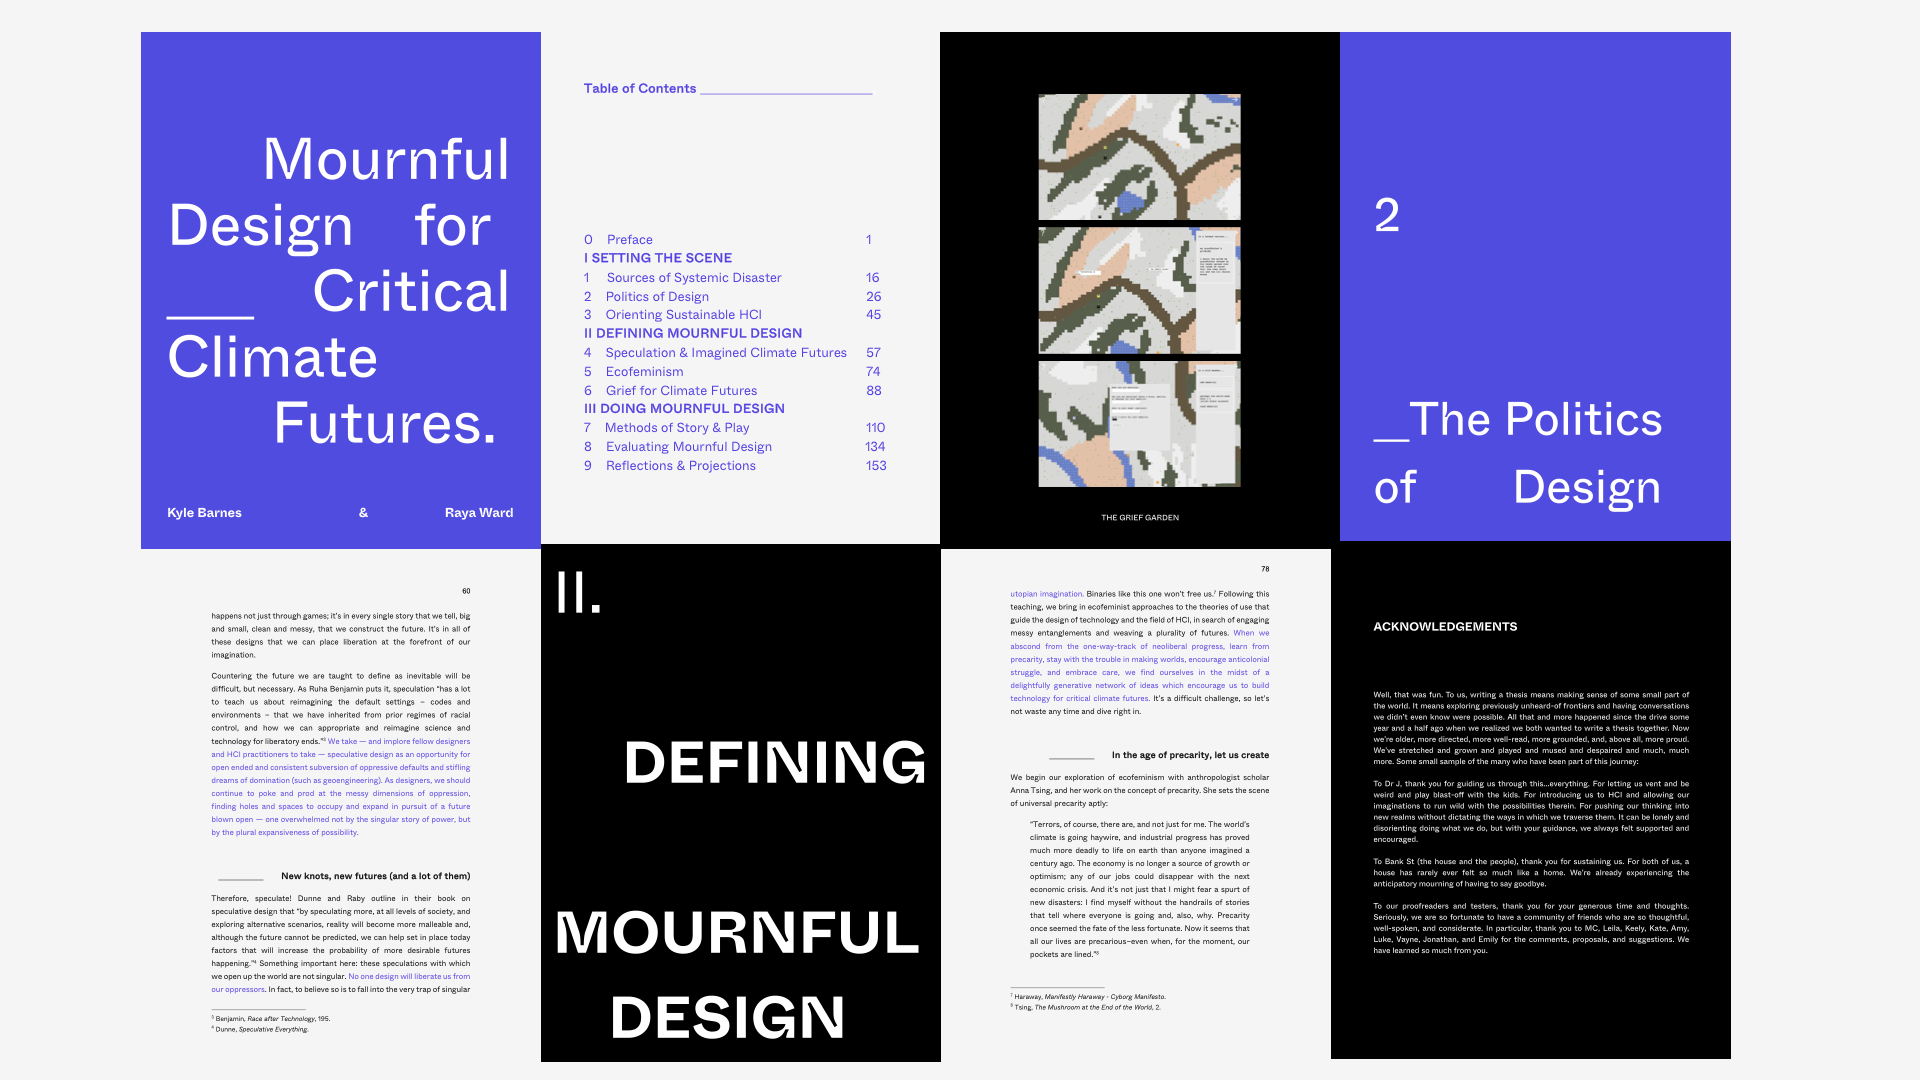 Mournful
Design for
Critical
Climate
Futures.
Kyle Barnes & Raya Ward
Table of Contents
0 Preface 1
I SETTING THE SCENE
1 Sources of Systemic Disaster 16
2 Politics of Design 26
3 Orienting Sustainable HCI 45
II DEFINING MOURNFUL DESIGN
4 Speculation & Imagined Climate Futures 57
5 Ecofeminism 74
6 Grief for Climate Futures 88
III DOING MOURNFUL DESIGN
7 Methods of Story & Play 110
8 Evaluating Mournful Design 134
9 Reflections & Projections 153
THE GRIEF GARDEN
2
The Politics
of Design
60
happens not just through games; it's in every single story that we tell, big
and small, clean and messy, that we construct the future. It's in all of
these designs that we can place liberation at the forefront of our
imagination.
Countering the future we are taught to define as inevitable will be
difficult, but necessary. As Ruha Benjamin puts it, speculation "has a lot
to teach us about reimagining the default settings – codes and
environments – that we have inherited from prior regimes of racial
control, and how we can appropriate and reimagine science and
technology for liberatory ends."³ We take — and implore fellow designers
and HCI practitioners to take — speculative design as an opportunity for
open ended and consistent subversion of oppressive defaults and stifling
dreams of domination (such as geoengineering). As designers, we should
continue to poke and prod at the messy dimensions of oppression,
finding holes and spaces to occupy and expand in pursuit of a future
blown open — one overwhelmed not by the singular story of power, but
by the plural expansiveness of possibility.
New knots, new futures (and a lot of them)
Therefore, speculate! Dunne and Raby outline in their book on
speculative design that "by speculating more, at all levels of society, and
exploring alternative scenarios, reality will become more malleable and,
although the future cannot be predicted, we can help set in place today
factors that will increase the probability of more desirable futures
happening."⁴ Something important here: these speculations with which
we open up the world are not singular. No one design will liberate us from
our oppressors. In fact, to believe so is to fall into the very trap of singular
³ Benjamin, Race after Technology, 195.
⁴ Dunne, Speculative Everything.
II.
DEFINING
MOURNFUL
DESIGN
78
utopian imagination. Binaries like this one won't free us.⁷ Following this
teaching, we bring in ecofeminist approaches to the theories of use that
guide the design of technology and the field of HCI, in search of engaging
messy entanglements and weaving a plurality of futures. When we
abscond from the one-way-track of neoliberal progress, learn from
precarity, stay with the trouble in making worlds, encourage anticolonial
struggle, and embrace care, we find ourselves in the midst of a
delightfully generative network of ideas which encourage us to build
technology for critical climate futures. It's a difficult challenge, so let's
not waste any time and dive right in.
In the age of precarity, let us create
We begin our exploration of ecofeminism with anthropologist scholar
Anna Tsing, and her work on the concept of precarity. She sets the scene
of universal precarity aptly:
"Terrors, of course, there are, and not just for me. The world's
climate is going haywire, and industrial progress has proved
much more deadly to life on earth than anyone imagined a
century ago. The economy is no longer a source of growth or
optimism; any of our jobs could disappear with the next
economic crisis. And it's not just that I might fear a spurt of
new disasters: I find myself without the handrails of stories
that tell where everyone is going and, also, why. Precarity
once seemed the fate of the less fortunate. Now it seems that
all our lives are precarious–even when, for the moment, our
pockets are lined."⁸
⁷ Haraway, Manifestly Haraway - Cyborg Manifesto.
⁸ Tsing, The Mushroom at the End of the World, 2.
ACKNOWLEDGEMENTS
Well, that was fun. To us, writing a thesis means making sense of some small part of
the world. It means exploring previously unheard-of frontiers and having conversations
we didn't even know were possible. All that and more happened since the drive some
year and a half ago when we realized we both wanted to write a thesis together. Now
we're older, more directed, more well-read, more grounded, and, above all, more proud.
We've stretched and grown and played and mused and despaired and much, much
more. Some small sample of the many who have been part of this journey:
To Dr J, thank you for guiding us through this...everything. For letting us vent and be
weird and play blast-off with the kids. For introducing us to HCI and allowing our
imaginations to run wild with the possibilities therein. For pushing our thinking into
new realms without dictating the ways in which we traverse them. It can be lonely and
disorienting doing what we do, but with your guidance, we always felt supported and
encouraged.
To Bank St (the house and the people), thank you for sustaining us. For both of us, a
house has rarely ever felt so much like a home. We're already experiencing the
anticipatory mourning of having to say goodbye.
To our proofreaders and testers, thank you for your generous time and thoughts.
Seriously, we are so fortunate to have a community of friends who are so thoughtful,
well-spoken, and considerate. In particular, thank you to MC, Leila, Keely, Kate, Amy,
Luke, Vayne, Jonathan, and Emily for the comments, proposals, and suggestions. We
have learned so much from you.